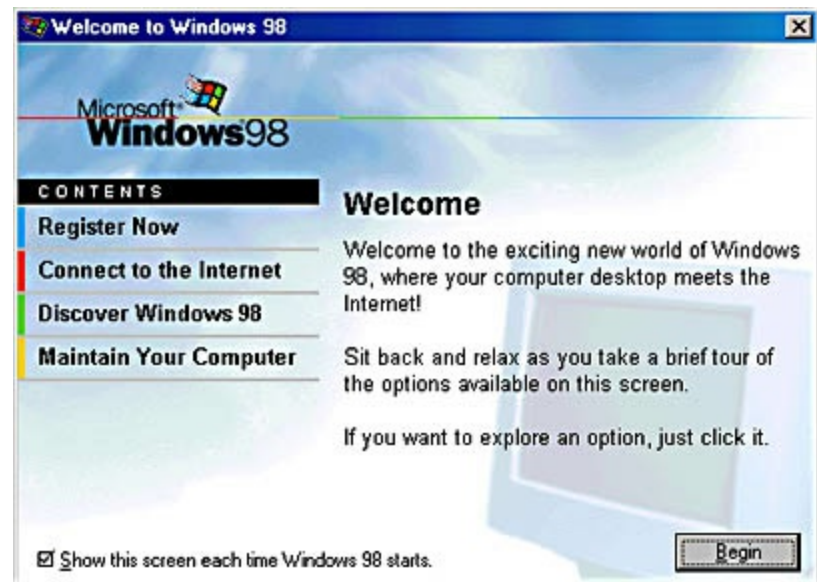 Welcome to Windows 98
Microsoft
Windows 98
CONTENTS
Register Now
Connect to the Internet
Discover Windows 98
Maintain Your Computer
Welcome
Welcome to the exciting new world of Windows
98, where your computer desktop meets the
Internet!
Sit back and relax as you take a brief tour of
the options available on this screen.
If you want to explore an option, just click it.
Show this screen each time Windows 98 starts.
Begin